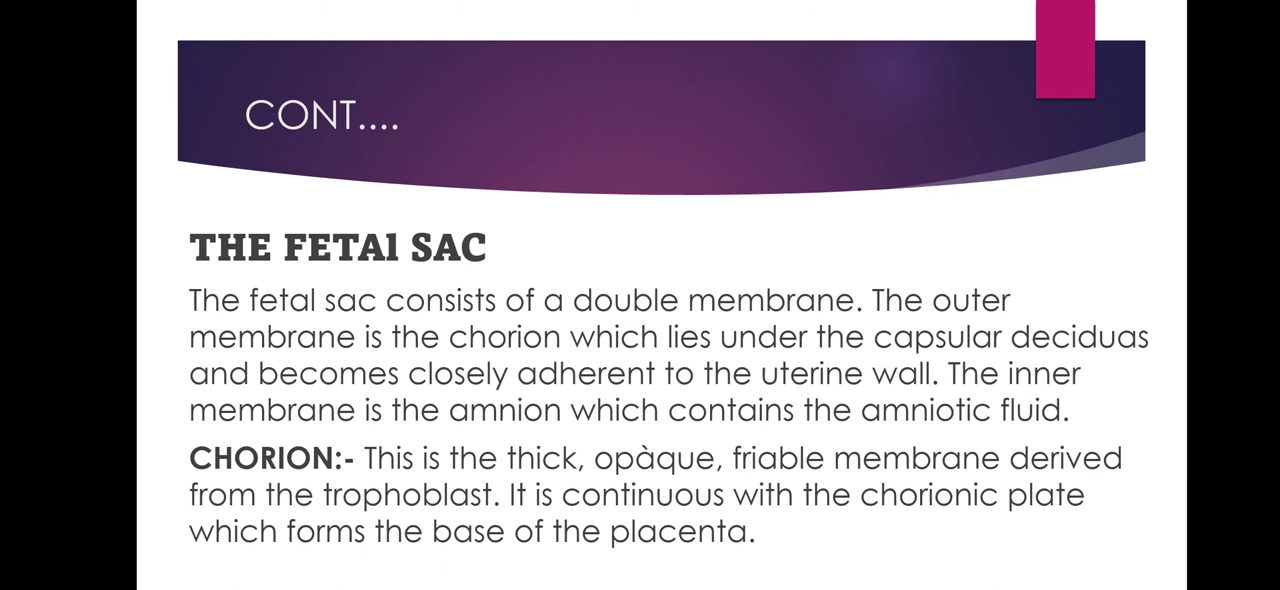 CONT....
THE FETAl SAC
The fetal sac consists of a double membrane. The outer
membrane is the chorion which lies under the capsular deciduas
and becomes closely adherent to the uterine wall. The inner
membrane is the amnion which contains the amniotic fluid.
CHORION:- This is the thick, opàque, friable membrane derived
from the trophoblast. It is continuous with the chorionic plate
which forms the base of the placenta.